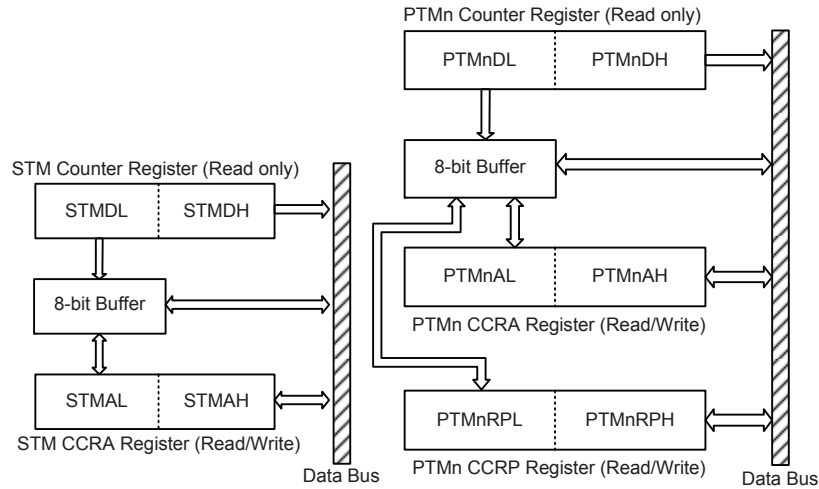 STM Counter Register (Read only)
STMDL STMDH
8-bit Buffer
STMAL STMAH
STM CCRA Register (Read/Write)
Data Bus
PTMn Counter Register (Read only)
PTMnDL PTMnDH
8-bit Buffer
PTMnAL PTMnAH
PTMn CCRA Register (Read/Write)
PTMnRPL PTMnRPH
PTMn CCRP Register (Read/Write)
Data Bus